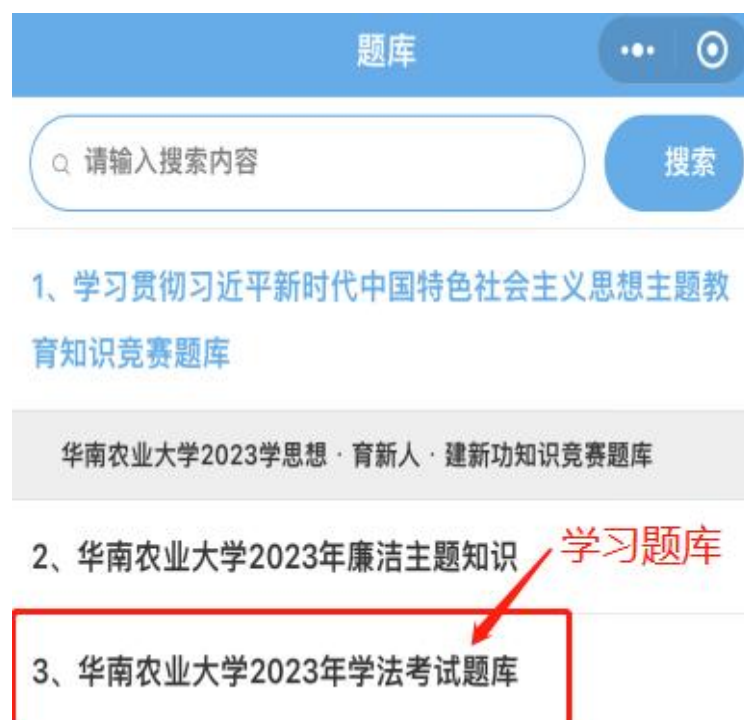 题库
请输入搜索内容
搜索
1、学习贯彻习近平新时代中国特色社会主义思想主题教
育知识竞赛题库
华南农业大学2023学思想·育新人·建新功知识竞赛题库
2、华南农业大学2023年廉洁主题知识
学习题库
3、华南农业大学2023年学法考试题库